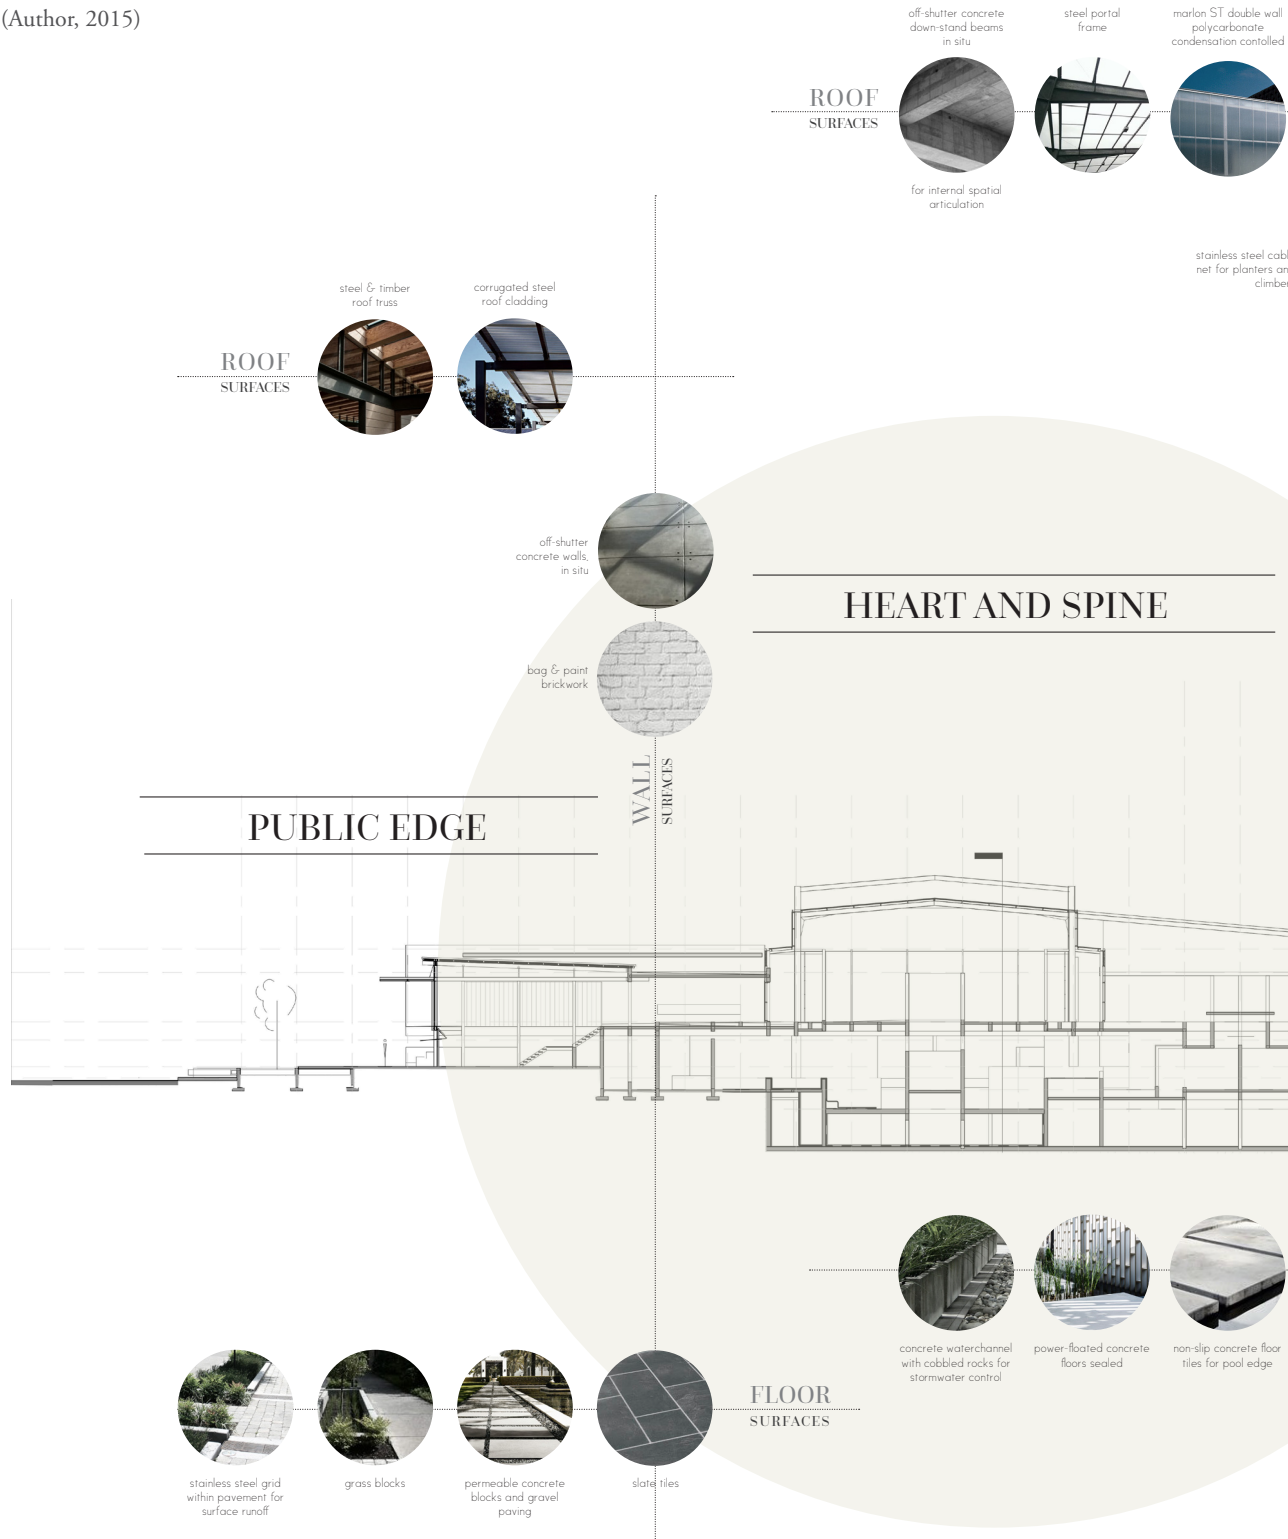 (Author, 2015)
off-shutter concrete
down-stand beams
in situ
steel portal
frame
marlon ST double wall
polycarbonate
condensation contolled
ROOF
SURFACES
for internal spatial
articulation
stainless steel cabl
net for planters an
climber
steel & timber
roof truss
corrugated steel
roof cladding
ROOF
SURFACES
off-shutter
concrete walls,
in situ
HEART AND SPINE
bag & paint
brickwork
WALL
SURFACES
PUBLIC EDGE
concrete waterchannel
with cobbled rocks for
stormwater control
power-floated concrete
floors sealed
non-slip concrete floor
tiles for pool edge
FLOOR
SURFACES
stainless steel grid
within pavement for
surface runoff
grass blocks
permeable concrete
blocks and gravel
paving
slate tiles